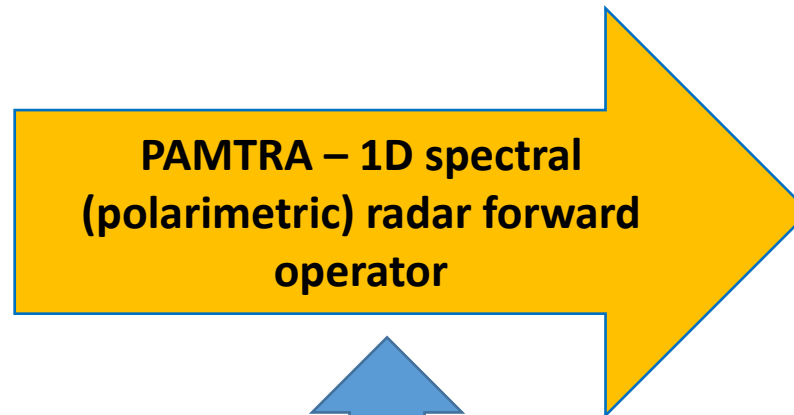 PAMTRA – 1D spectral
(polarimetric) radar forward
operator